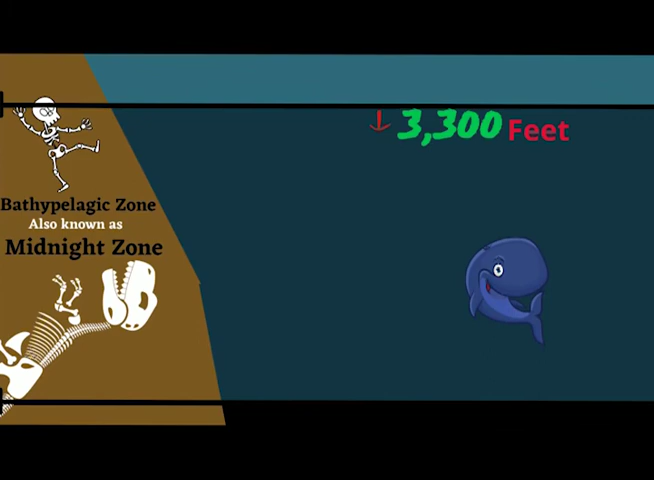 3,300 Feet
Bathypelagic Zone
Also known as
Midnight Zone